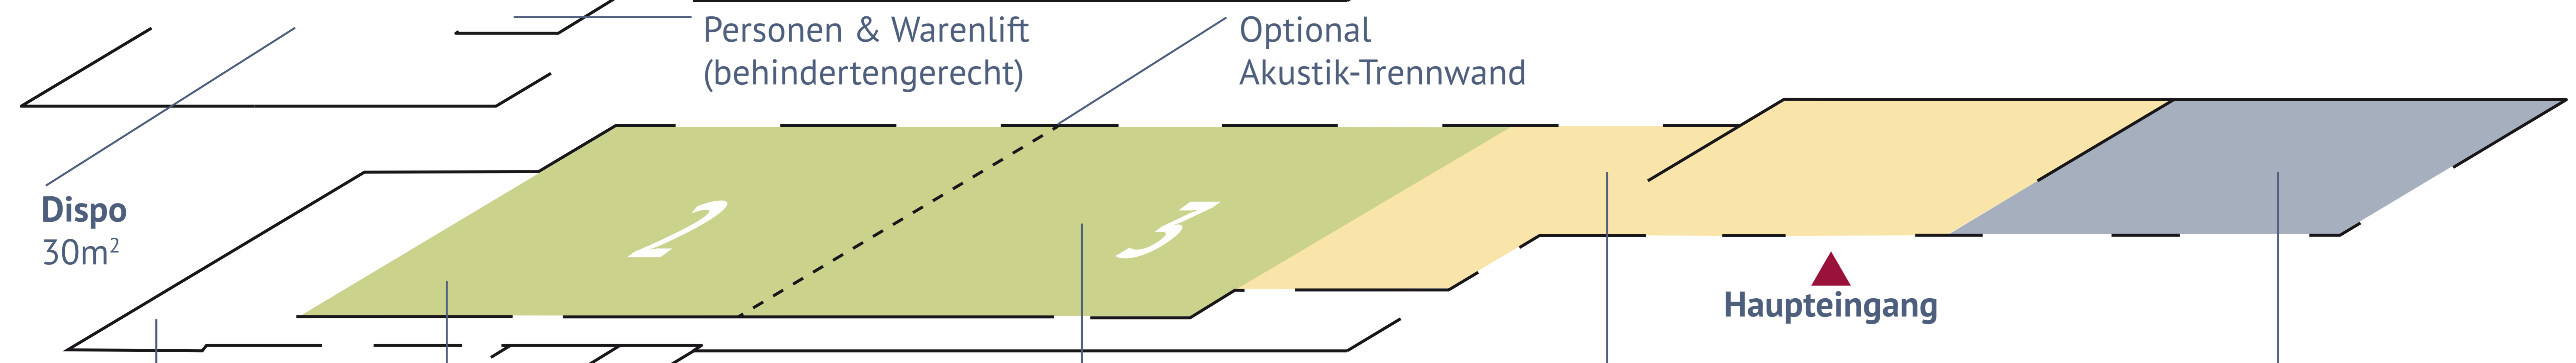 Personen & Warenlift
(behindertengerecht)
Optional
Akustik-Trennwand
Dispo
30m²
2
3
Haupteingang